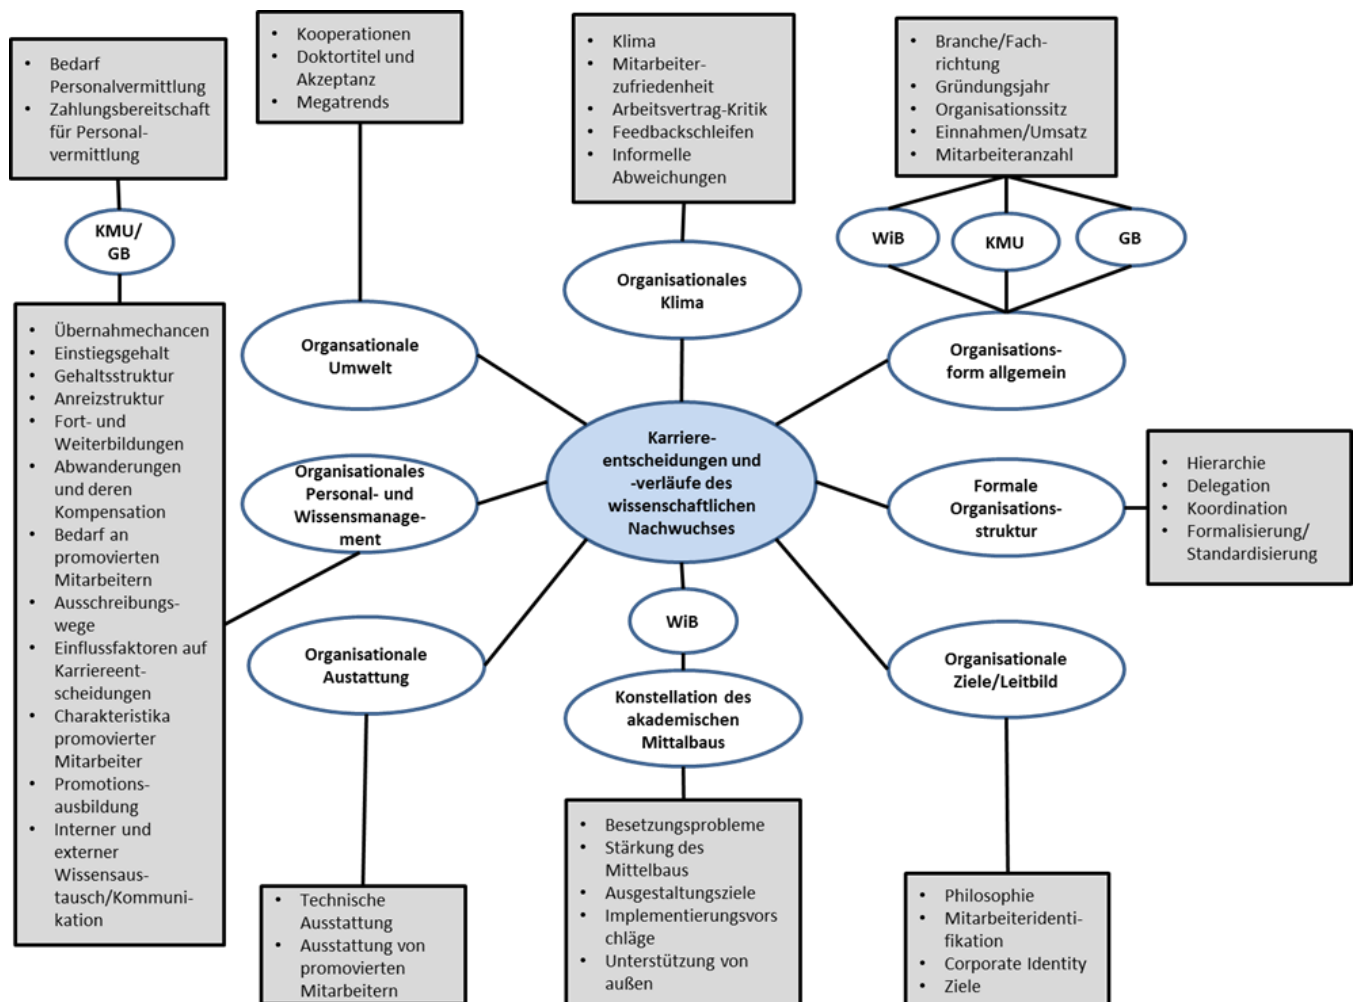 • Bedarf
Personalvermittlung
• Zahlungsbereitschaft
für Personal-
vermittlung
KMU/
GB
• Übernahmechancen
• Einstiegsgehalt
• Gehaltsstruktur
• Anreizstruktur
• Fort- und
Weiterbildungen
• Abwanderungen
und deren
Kompensation
• Bedarf an
promovierten
Mitarbeitern
• Ausschreibungs-
wege
• Einflussfaktoren auf
Karriereent-
scheidungen
• Charakteristika
promovierter
Mitarbeiter
• Promotions-
ausbildung
• Interner und
externer
Wissensaus-
tausch/Kommuni-
kation
• Kooperationen
• Doktortitel und
Akzeptanz
• Megatrends
Organsationale
Umwelt
Organisationales
Personal- und
Wissensmanage-
ment
Organisationale
Austattung
• Technische
Ausstattung
• Ausstattung von
promovierten
Mitarbeitern
• Klima
• Mitarbeiter-
zufriedenheit
• Arbeitsvertrag-Kritik
• Feedbackschleifen
• Informelle
Abweichungen
Organisationales
Klima
Karriere-
entscheidungen und
-verläufe des
wissenschaftlichen
Nachwuchses
WiB
Konstellation des
akademischen
Mittalbaus
• Besetzungsprobleme
• Stärkung des
Mittelbaus
• Ausgestaltungsziele
• Implementierungsvors
chläge
• Unterstützung von
außen
• Branche/Fach-
richtung
• Gründungsjahr
• Organisationssitz
• Einnahmen/Umsatz
• Mitarbeiteranzahl
WiB
KMU
GB
Organisations-
form allgemein
Formale
Organisations-
struktur
• Hierarchie
• Delegation
• Koordination
• Formalisierung/
Standardisierung
Organisationale
Ziele/Leitbild
• Philosophie
• Mitarbeiteridenti-
fikation
• Corporate Identity
• Ziele